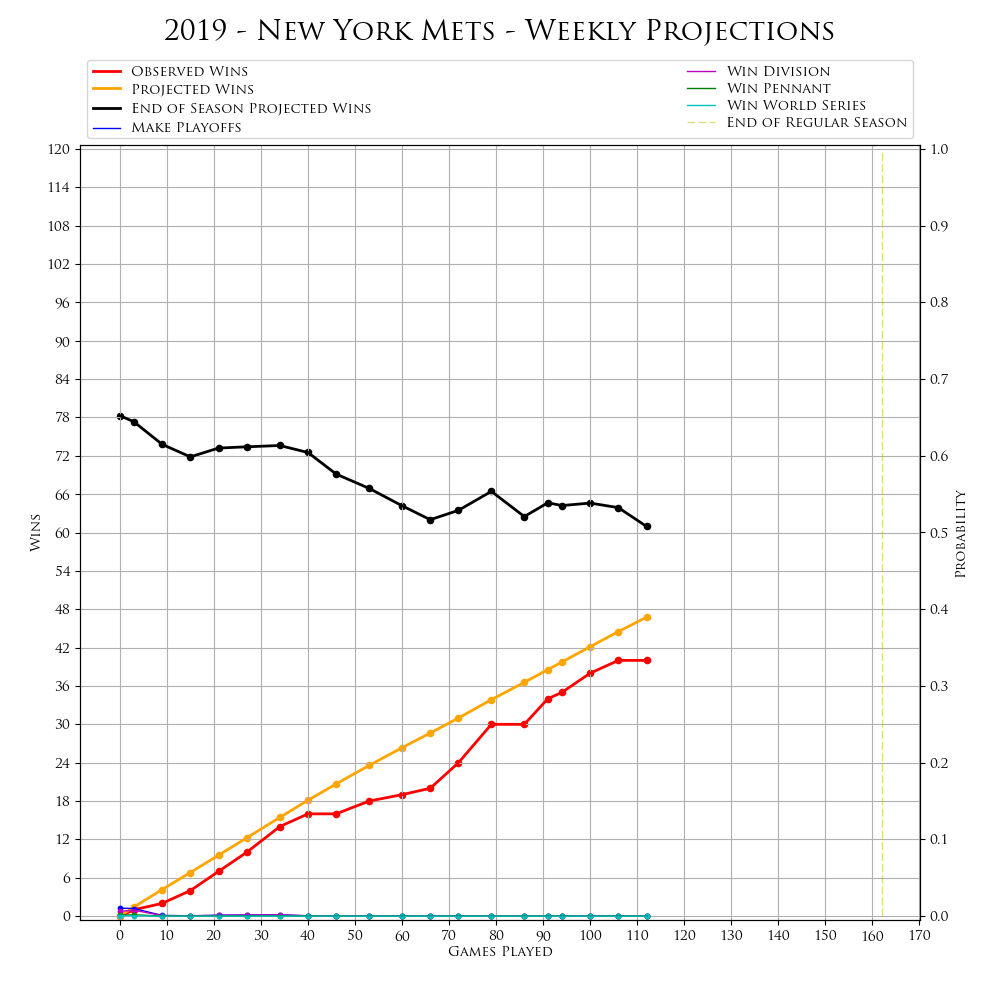 2019 - New York Mets - Weekly Projections
Observed Wins
Projected Wins
End of Season Projected Wins
Make Playoffs
Win Division
Win Pennant
Win World Series
End of Regular Season
120
114
108
102
96
90
84
78
72
66
60
54
48
42
36
30
24
18
12
6
0
Wins
1.0
0.9
0.8
0.7
0.6
0.5
0.4
0.3
0.2
0.1
0.0
Probability
0 10 20 30 40 50 60 70 80 90 100 110 120 130 140 150 160 170
Games Played